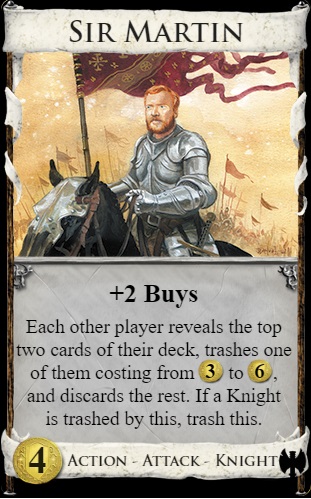 SIR MARTIN
+2 Buys
Each other player reveals the top
two cards of their deck, trashes one
of them costing from 3 to 6,
and discards the rest. If a Knight
is trashed by this, trash this.
4 ACTION - ATTACK - KNIGHT